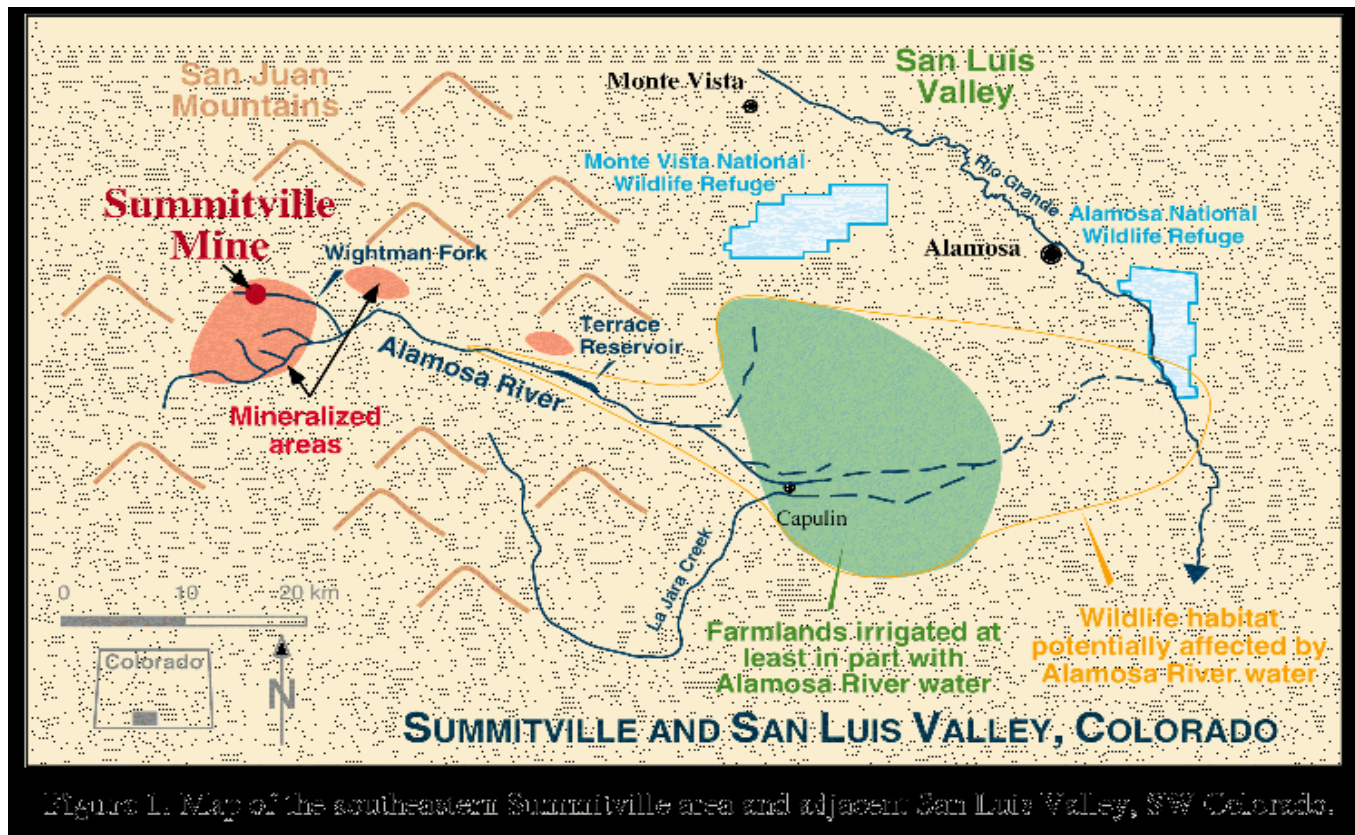 San Juan
Mountains
Monte Vista
San Luis
Valley
Monte Vista National
Wildlife Refuge
Rio Grande
Summitville
Mine
Alamosa National
Wildlife Refuge
Wightman Fork
Alamosa
Terrace
Reservoir
Alamosa River
Mineralized
areas
Capulin
La Jara Creek
0 10 20 km
Farmlands irrigated at
least in part with
Alamosa River water
Wildlife habitat
potentially affected by
Alamosa River water
Colorado
N
SUMMITVILLE AND SAN LUIS VALLEY, COLORADO
Figure 1. Map of the southeastern Summitville area and adjacent San Luis Valley, SW Colorado.